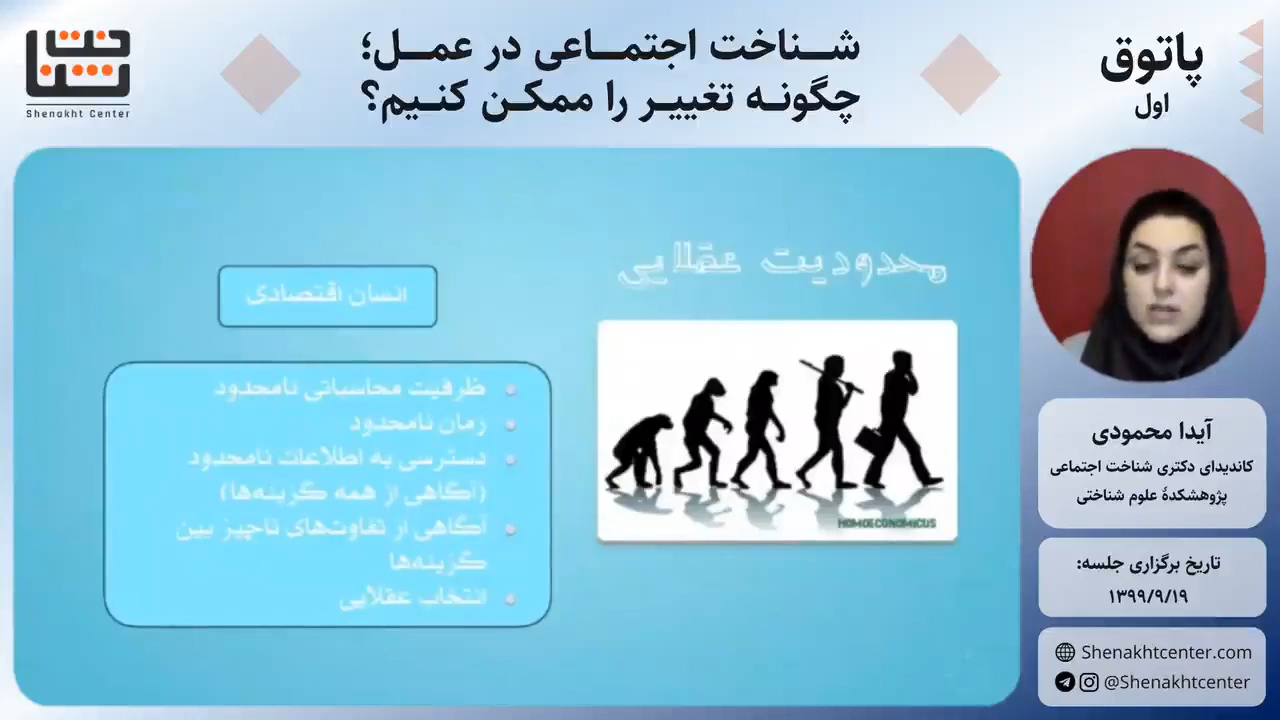 پاتوق
اول
شناخت اجتماعی در عمل؛
چگونه تغییر را ممکن کنیم؟
شناخت
Shenakht Center
محدودیت عقلایی
HOMOECONOMICUS
انسان اقتصادی
ظرفیت محاسباتی نامحدود
زمان نامحدود
دسترسی به اطلاعات نامحدود
(آگاهی از همه گزینه‌ها)
آگاهی از تفاوت‌های ناچیز بین
گزینه‌ها
انتخاب عقلایی
آیدا محمودی
کاندیدای دکتری شناخت اجتماعی
پژوهشکدهٔ علوم شناختی
تاریخ برگزاری جلسه:
۱۳۹۹/۹/۱۹
Shenakhtcenter.com
@Shenakhtcenter